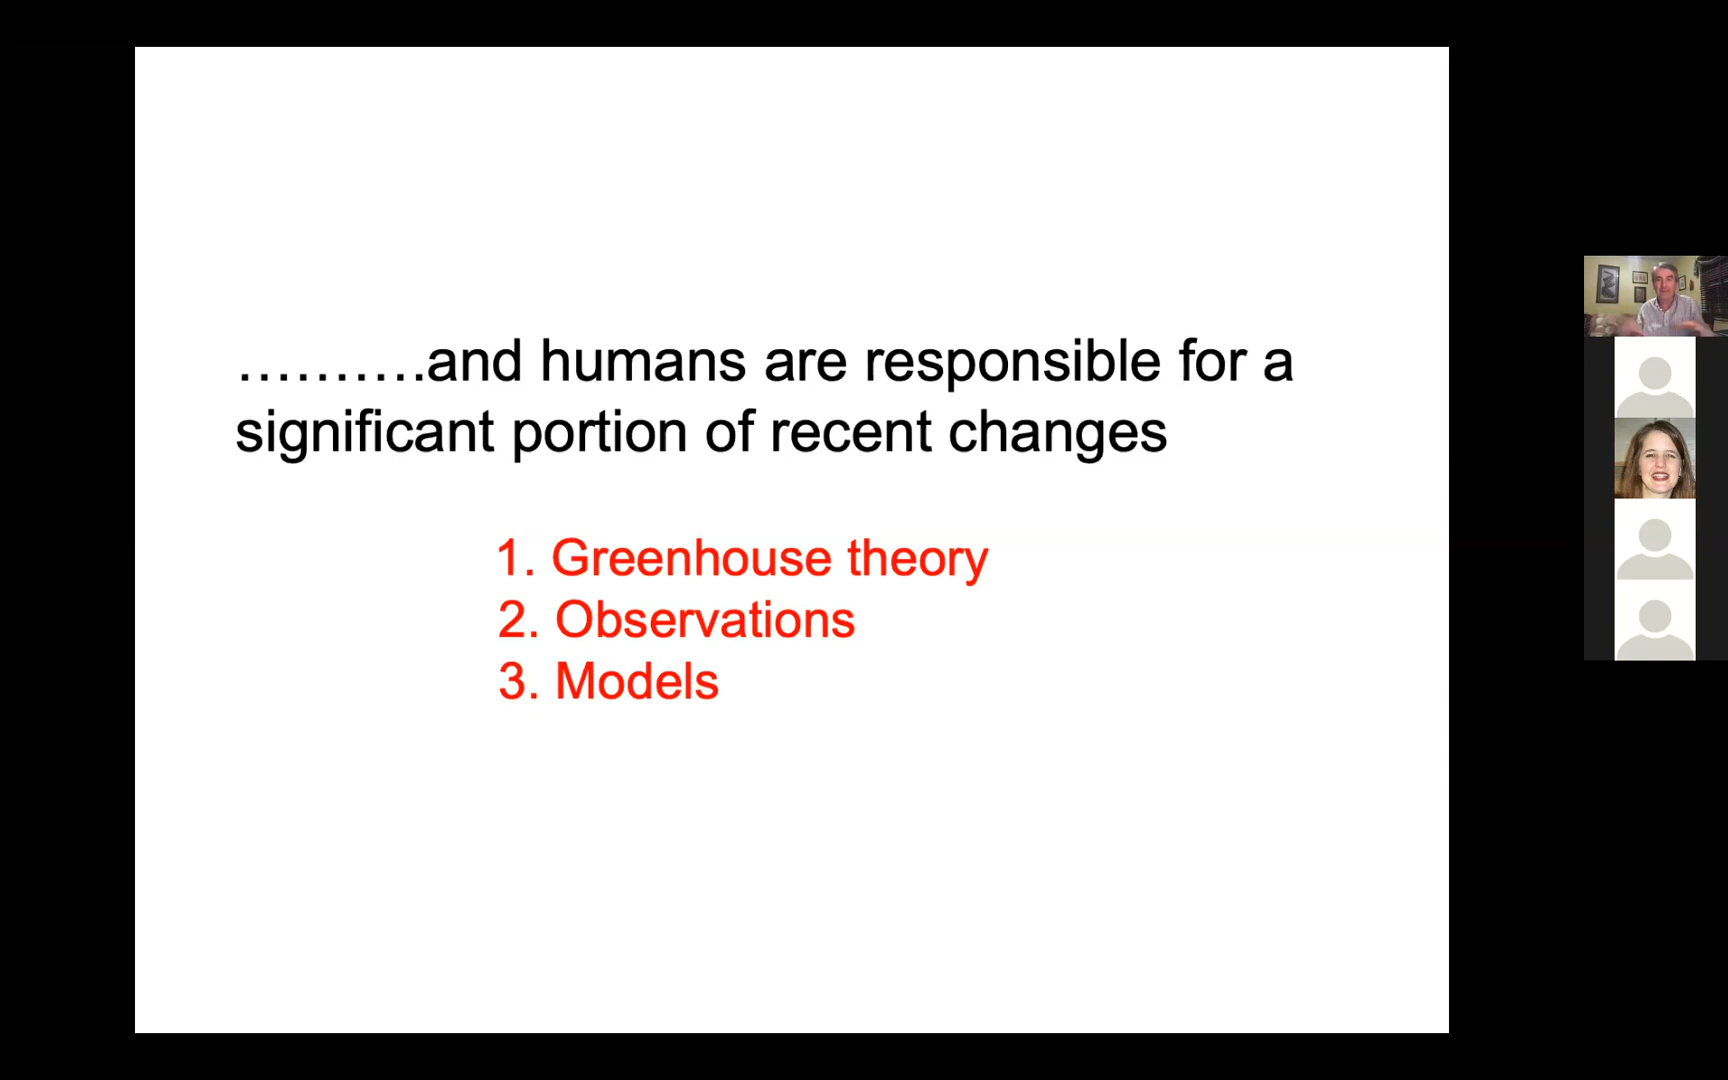 ……….and humans are responsible for a
significant portion of recent changes
1. Greenhouse theory
2. Observations
3. Models